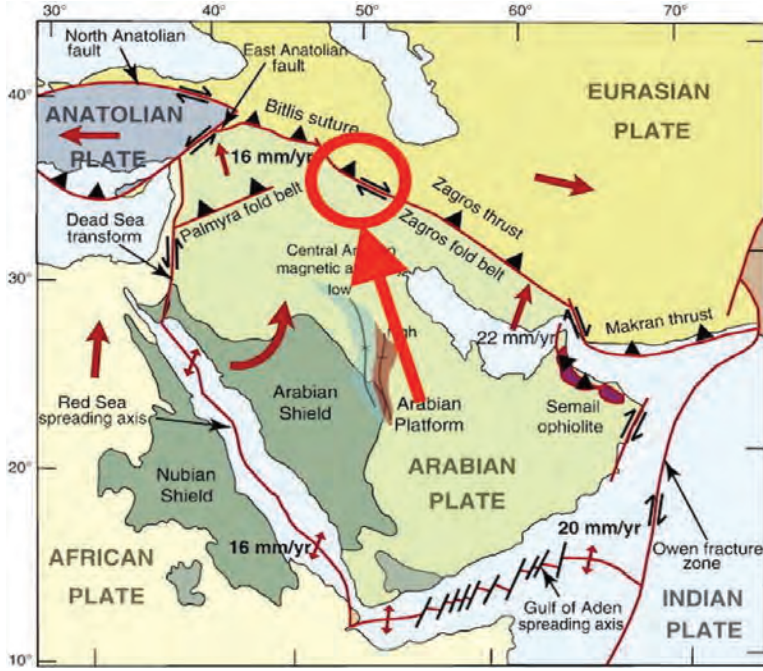 30°
40°
50°
60°
70°
North Anatolian
fault
East Anatolian
fault
40°
ANATOLIAN
PLATE
Bitlis suture
EURASIAN
PLATE
16 mm/yr
Dead Sea
transform
Palmyra fold belt
Zagros thrust
Zagros fold belt
Central
magnetic
low
high
30°
22 mm/yr
Makran thrust
Red Sea
spreading axis
Arabian
Shield
Arabian
Platform
Semail
ophiolite
20°
Nubian
Shield
ARABIAN
PLATE
AFRICAN
PLATE
16 mm/yr
20 mm/yr
Owen fracture
zone
Gulf of Aden
spreading axis
INDIAN
PLATE
10°